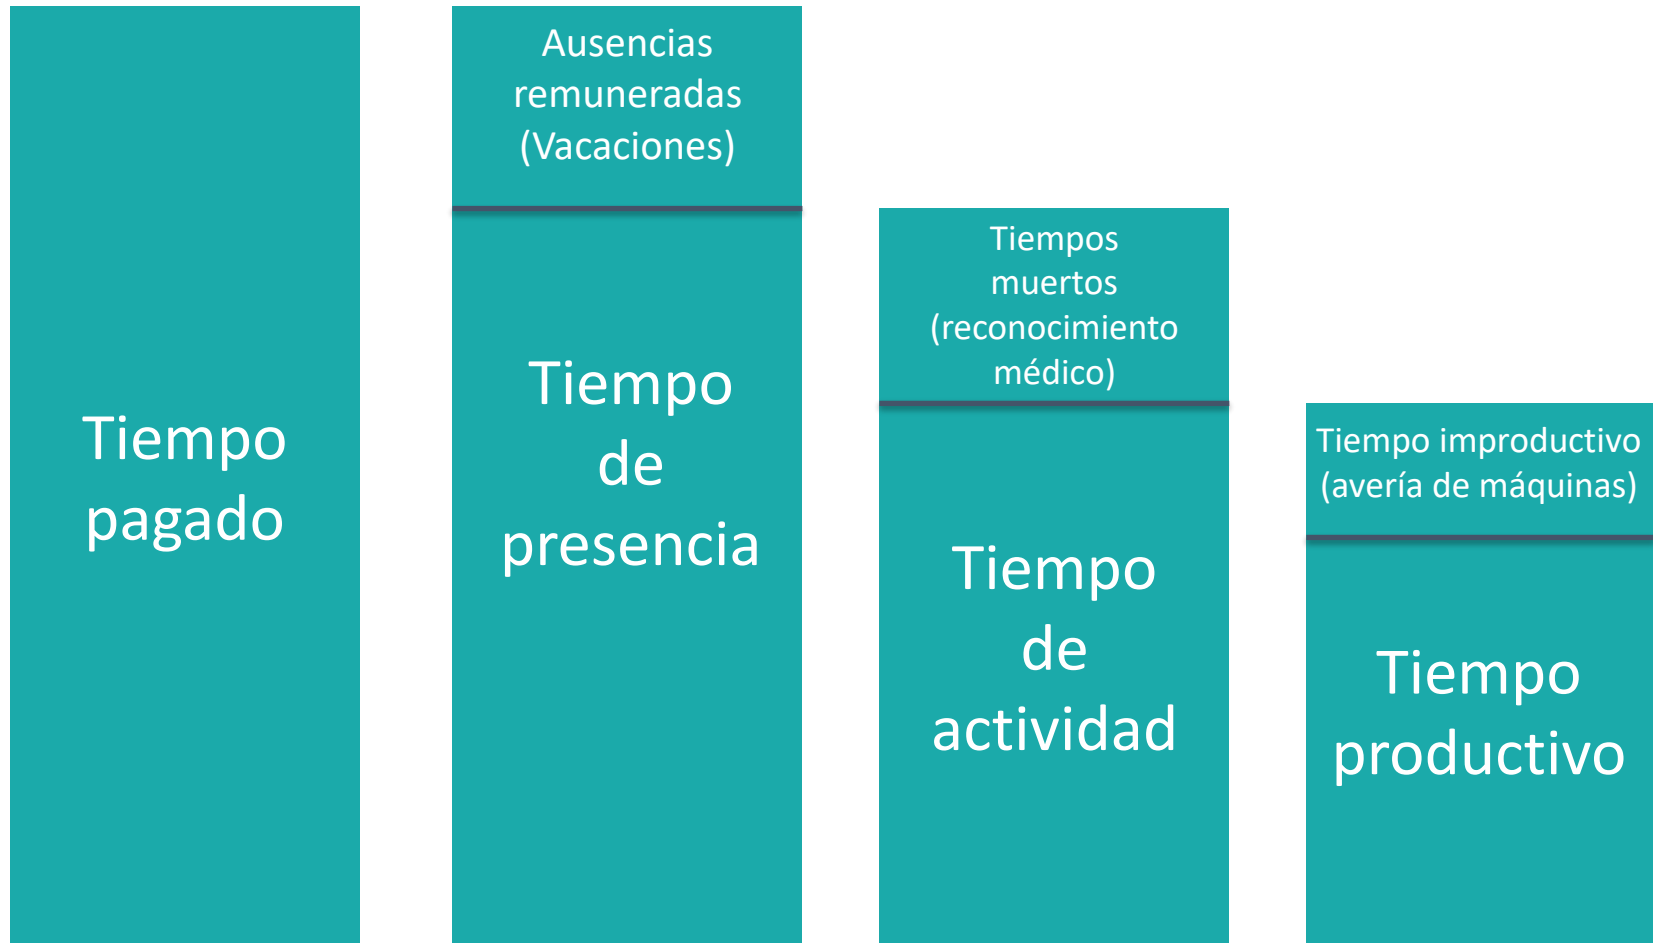 Tiempo
pagado
Ausencias
remuneradas
(Vacaciones)
Tiempo
de
presencia
Tiempos
muertos
(reconocimiento
médico)
Tiempo
de
actividad
Tiempo improductivo
(avería de máquinas)
Tiempo
productivo